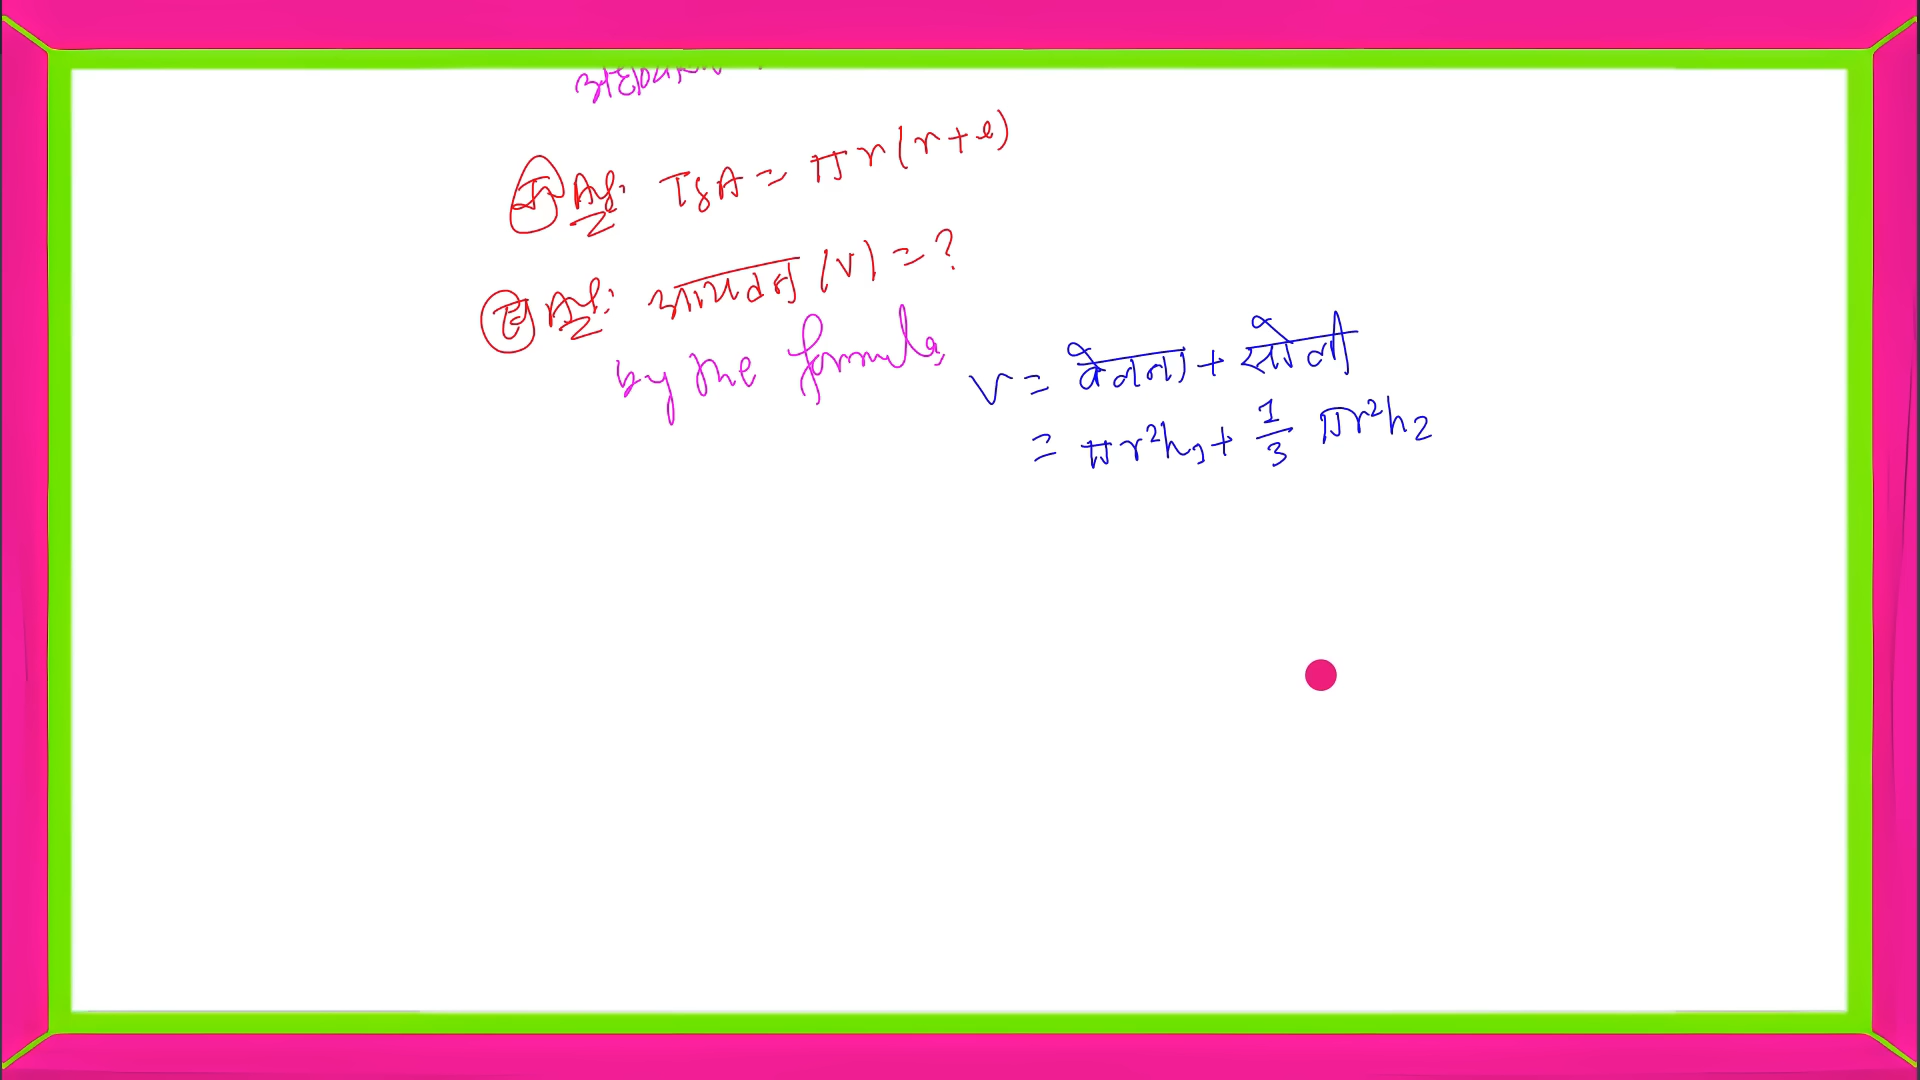 Ans: TSA = πr(r+l)
Ans: आयतन (V) = ?
by the formula,
V = बेलन + 
= πr²h₁ + 1/3 πr²h₂